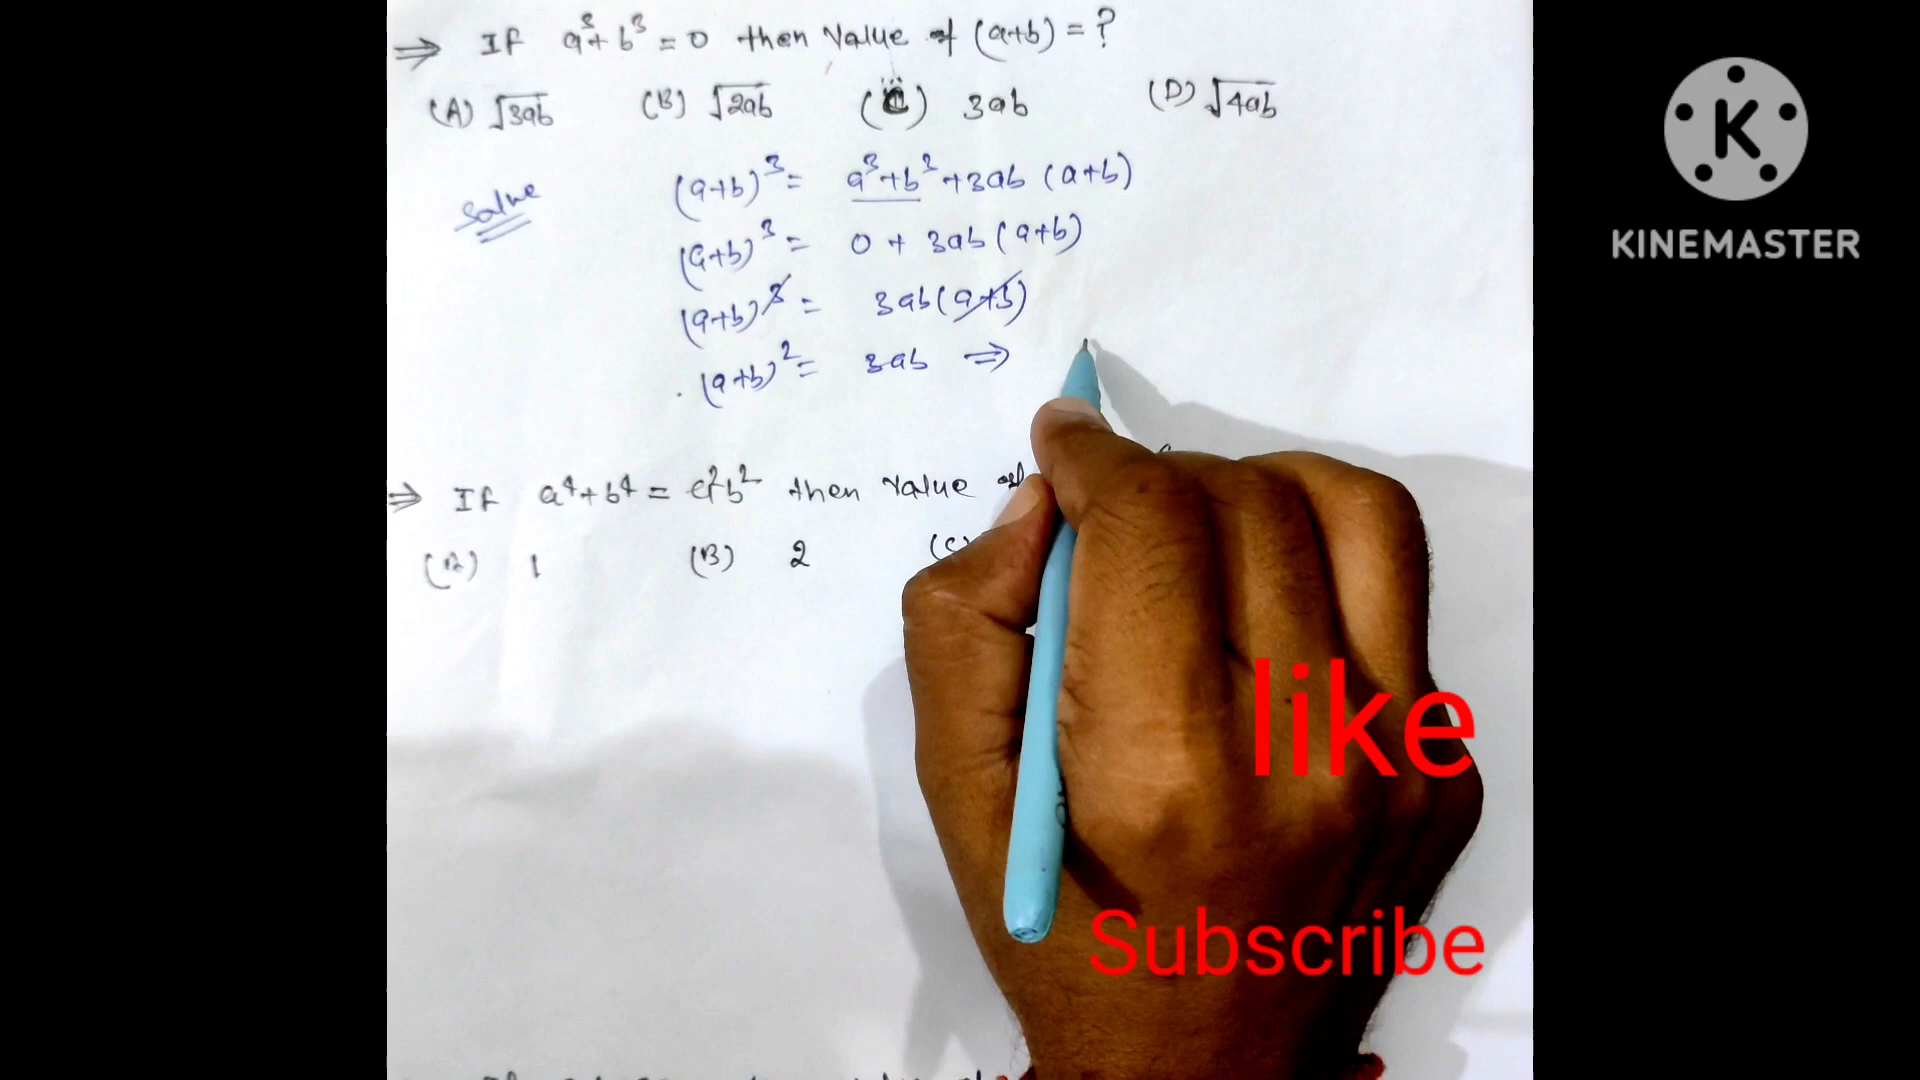 ⇒ If a³+b³=0 then value of (a+b)=?
(A) √3ab (B) √2ab (C) 3ab (D) √4ab
Solve
(a+b)³ = a³+b³+3ab(a+b)
(a+b)³ = 0 + 3ab(a+b)
(a+b)³ = 3ab(a+b)
(a+b)² = 3ab ⇒
⇒ If a⁴+b⁴ = a²b² then value of
(A) 1 (B) 2 (C)
K
KINEMASTER
like
Subscribe